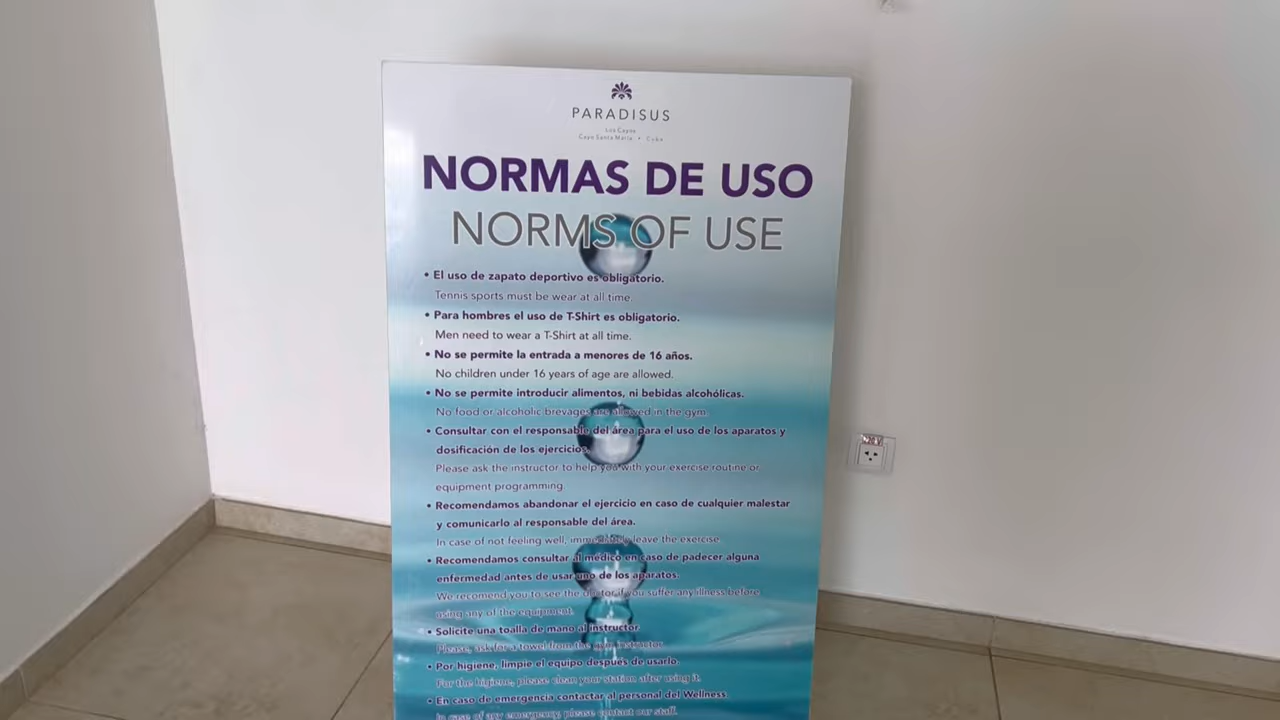 PARADISUS
Los Cayos
Cayo Santa María • Cuba
NORMAS DE USO
NORMS OF USE
• El uso de zapato deportivo es obligatorio.
Tennis sports must be wear at all time.
• Para hombres el uso de T-Shirt es obligatorio.
Men need to wear a T-Shirt at all time.
• No se permite la entrada a menores de 16 años.
No children under 16 years of age are allowed.
• No se permite introducir alimentos, ni bebidas alcohólicas.
No food or alcoholic brevages are allowed in the gym.
• Consultar con el responsable del área para el uso de los aparatos y
dosificación de los ejercicios.
Please ask the instructor to help you with your exercise routine or
equipment programming.
• Recomendamos abandonar el ejercicio en caso de cualquier malestar
y comunicarlo al responsable del área.
In case of not feeling well, immediately leave the exercise.
• Recomendamos consultar al médico en caso de padecer alguna
enfermedad antes de usar uno de los aparatos.
We recomend you to see the doctor if you suffer any illness before
using any of the equipment.
• Solicite una toalla de mano al instructor.
Please, ask for a towel from the gym instructor.
• Por higiene, limpie el equipo después de usarlo.
For the higiene, please clean your station after using it.
• En caso de emergencia contactar al personal del Wellness.
In case of any emergency, please contact our staff.